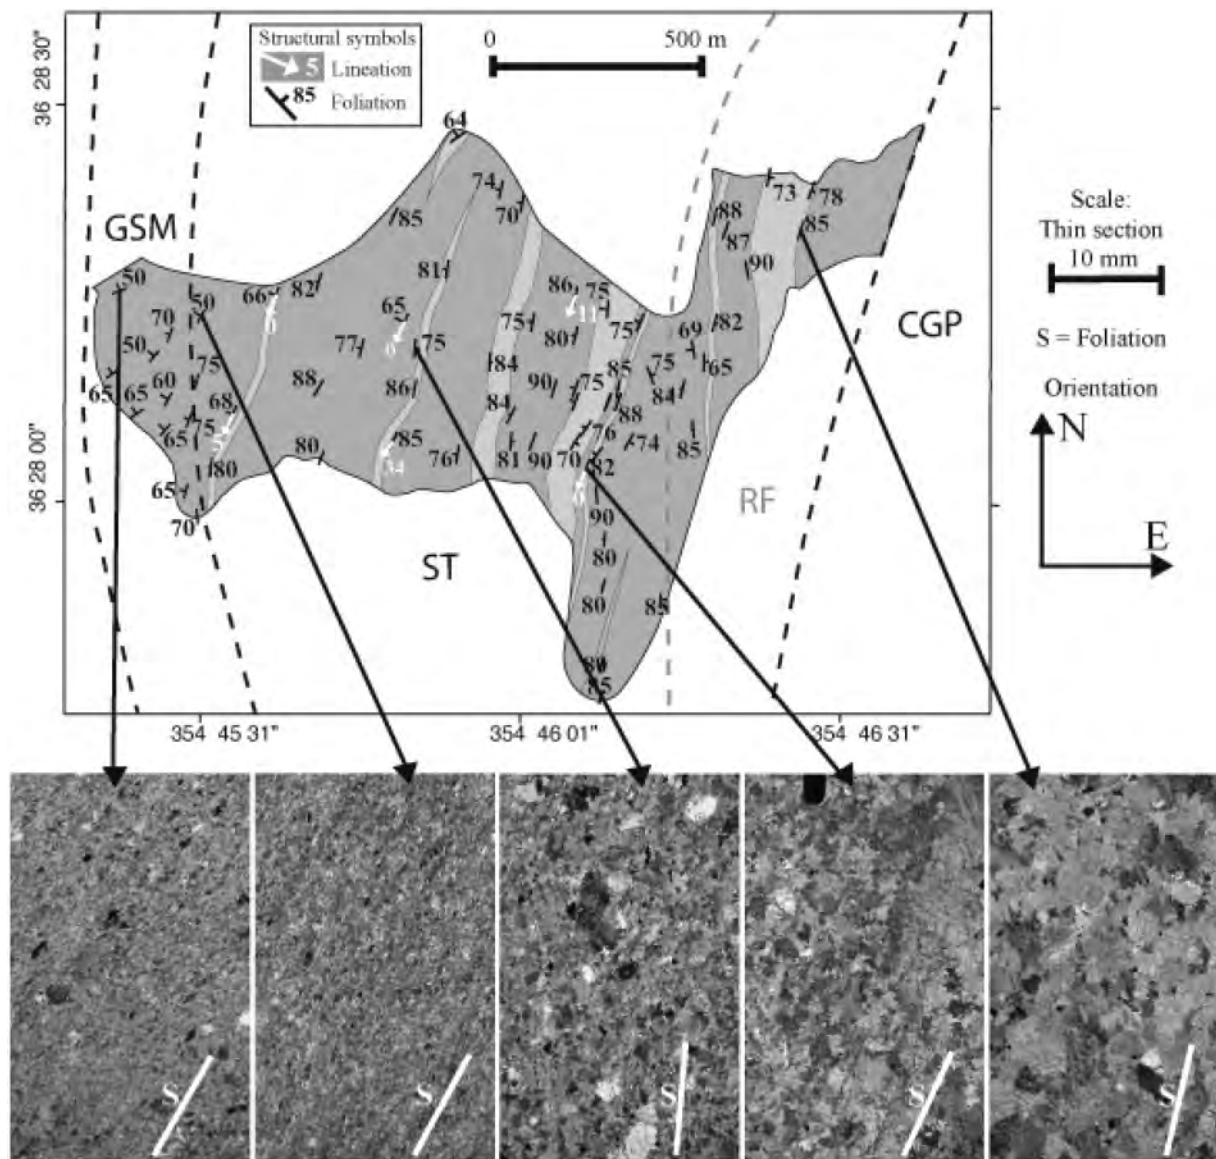 Structural symbols
5 Lineation
85 Foliation
0 500 m
36 28 30"
36 28 00"
64
74
70
85
73
78
88
87
85
90
GSM
50
50
66
82
81
86
75
11
65
75
75
80
69
82
65
70
50
75
77
75
84
85
75
60
88
86
90
75
84
65
65
68
84
88
65
75
80
80
85
76
81
90
76
70
82
74
85
34
65
70
90
80
80
85
80
85
ST
RF
CGP
Scale:
Thin section
10 mm
S = Foliation
Orientation
N
E
354 45 31"
354 46 01"
354 46 31"
S
S
S
S
S